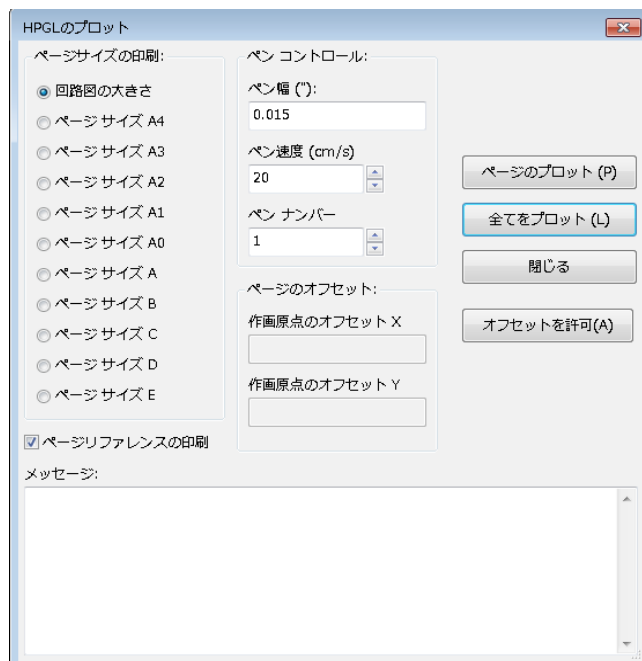 HPGLのプロット
ページサイズの印刷:
回路図の大きさ
ページ サイズ A4
ページ サイズ A3
ページ サイズ A2
ページ サイズ A1
ページ サイズ A0
ページ サイズ A
ページ サイズ B
ページ サイズ C
ページ サイズ D
ページ サイズ E
ページリファレンスの印刷
ペン コントロール:
ペン幅 ("):
0.015
ペン速度 (cm/s)
20
ペン ナンバー
1
ページのオフセット:
作画原点のオフセット X
作画原点のオフセット Y
ページのプロット (P)
全てをプロット (L)
閉じる
オフセットを許可(A)
メッセージ: